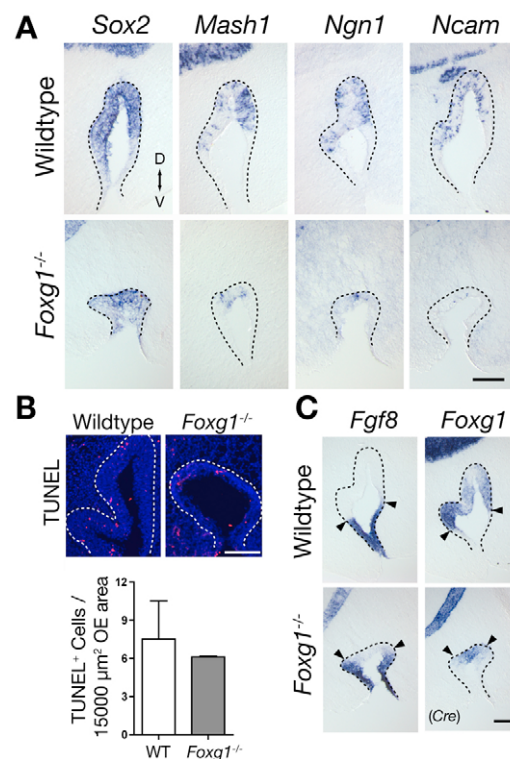 A
Sox2 Mash1 Ngn1 Ncam
Wildtype
D
V
Foxg1⁻/⁻
B
Wildtype Foxg1⁻/⁻
TUNEL
TUNEL⁺ Cells /
15000 µm² OE area
12
9
6
3
0
WT Foxg1⁻/⁻
C
Fgf8 Foxg1
Wildtype
Foxg1⁻/⁻
(Cre)